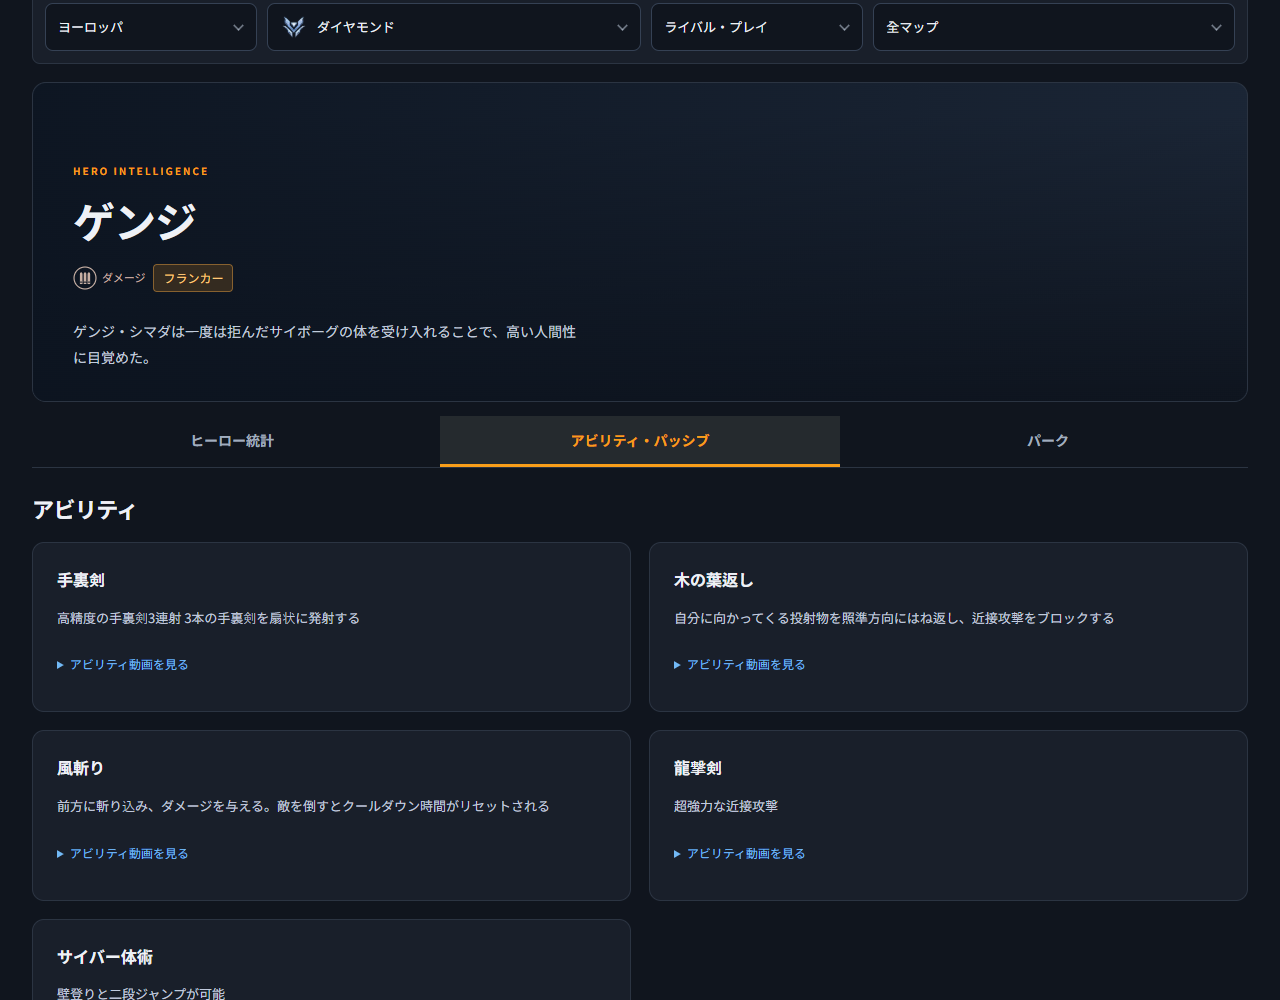 ヨーロッパ
ダイヤモンド
ライバル・プレイ
全マップ
HERO INTELLIGENCE
ゲンジ
ダメージ
フランカー
ゲンジ・シマダは一度は拒んだサイボーグの体を受け入れることで、高い人間性
に目覚めた。
ヒーロー統計
アビリティ・パッシブ
パーク
アビリティ
手裏剣
高精度の手裏剣3連射 3本の手裏剣を扇状に発射する
アビリティ動画を見る
木の葉返し
自分に向かってくる投射物を照準方向にはね返し、近接攻撃をブロックする
アビリティ動画を見る
風斬り
前方に斬り込み、ダメージを与える。敵を倒すとクールダウン時間がリセットされる
アビリティ動画を見る
龍撃剣
超強力な近接攻撃
アビリティ動画を見る
サイバー体術
壁登りと二段ジャンプが可能